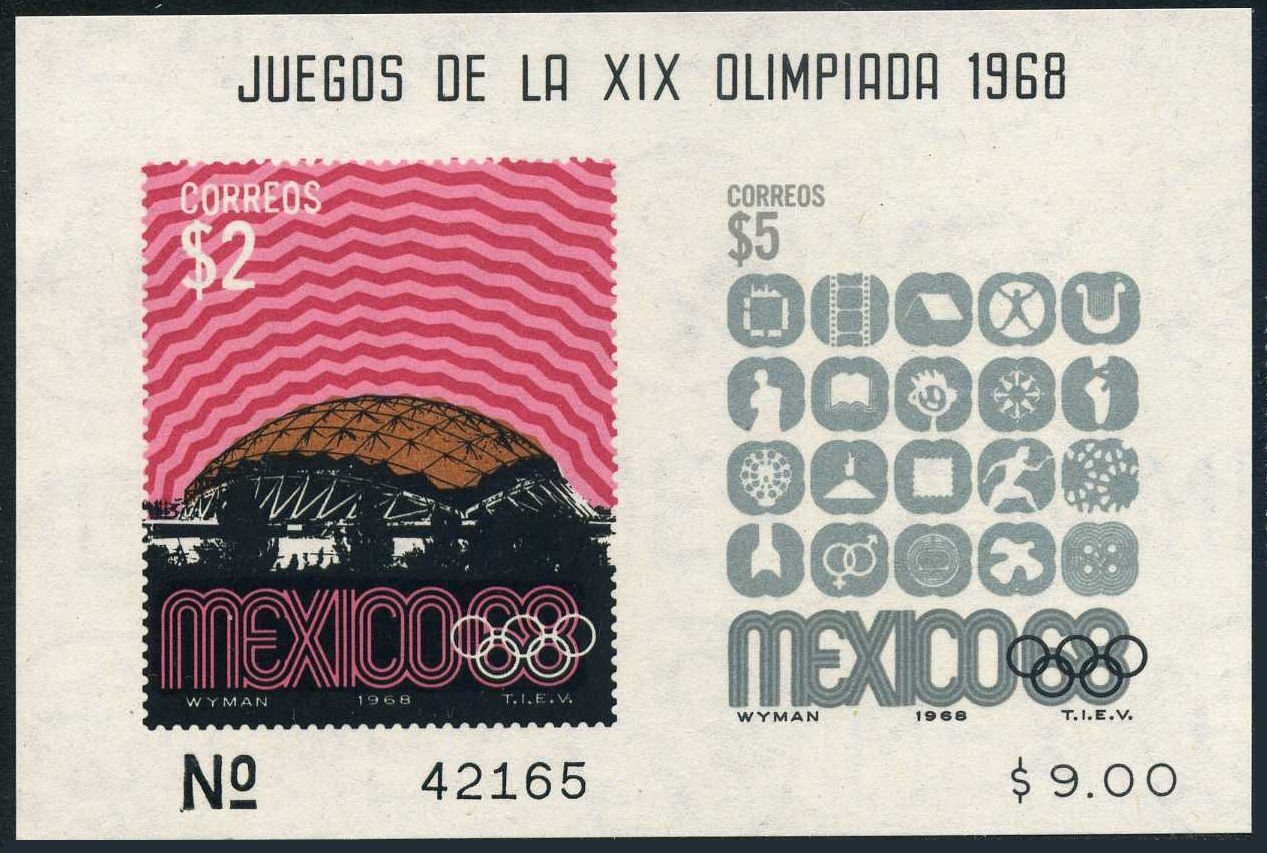 JUEGOS DE LA XIX OLIMPIADA 1968
CORREOS
$2
MEXICO68
WYMAN 1968 T.I.E.V.
CORREOS
$5
MEXICO68
WYMAN 1968 T.I.E.V.
Nº 42165
$9.00